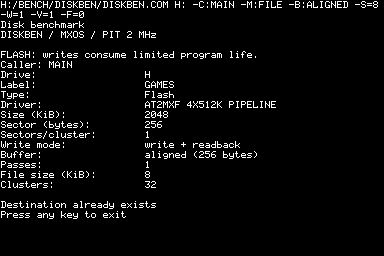 H:/BENCH/DISKBEN/DISKBEN.COM H: -C:MAIN -M:FILE -B:ALIGNED -S=8
-W=1 -V=1 -F=0
Disk benchmark
DISKBEN / MXOS / PIT 2 MHz
FLASH: writes consume limited program life.
Caller: MAIN
Drive: H
Label: GAMES
Type: Flash
Driver: AT2MXF 4X512K PIPELINE
Size (KiB): 2048
Sector (bytes): 256
Sectors/cluster: 1
Write mode: write + readback
Buffer: aligned (256 bytes)
Passes: 1
File size (KiB): 8
Clusters: 32
Destination already exists
Press any key to exit